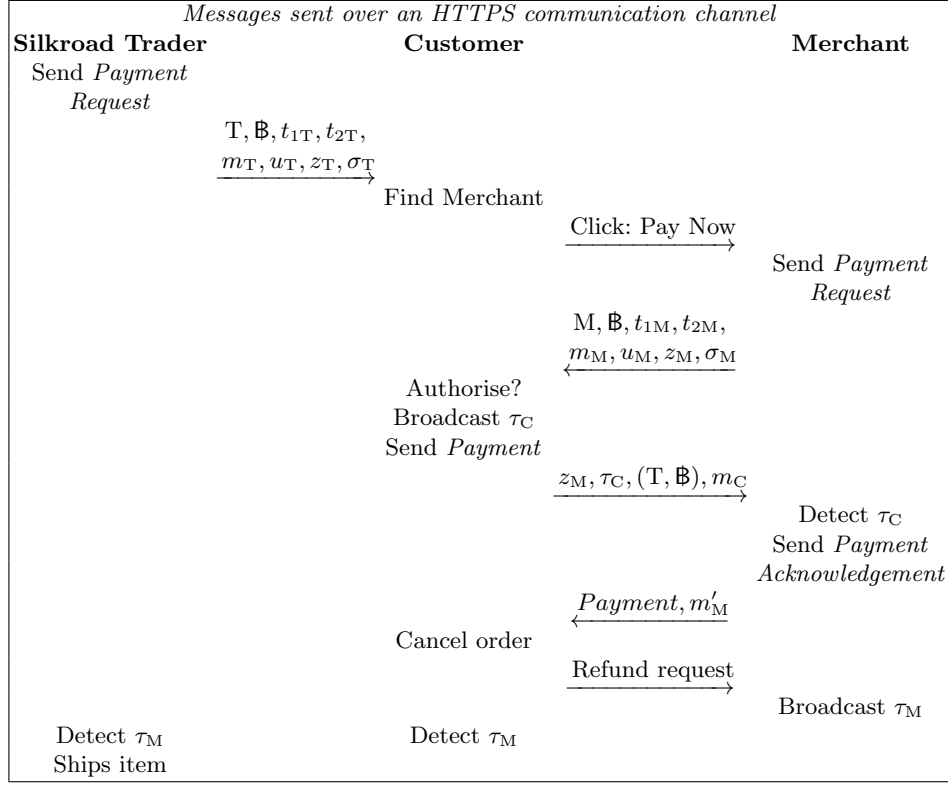 Messages sent over an HTTPS communication channel
Silkroad Trader Customer Merchant
Send Payment
Request
T, ฿, t1T, t2T,
mT, uT, zT, σT
Find Merchant
Click: Pay Now
Send Payment
Request
M, ฿, t1M, t2M,
mM, uM, zM, σM
Authorise?
Broadcast τC
Send Payment
zM, τC, (T, ฿), mC
Detect τC
Send Payment
Acknowledgement
Payment, m′M
Cancel order
Refund request
Broadcast τM
Detect τM Detect τM
Ships item